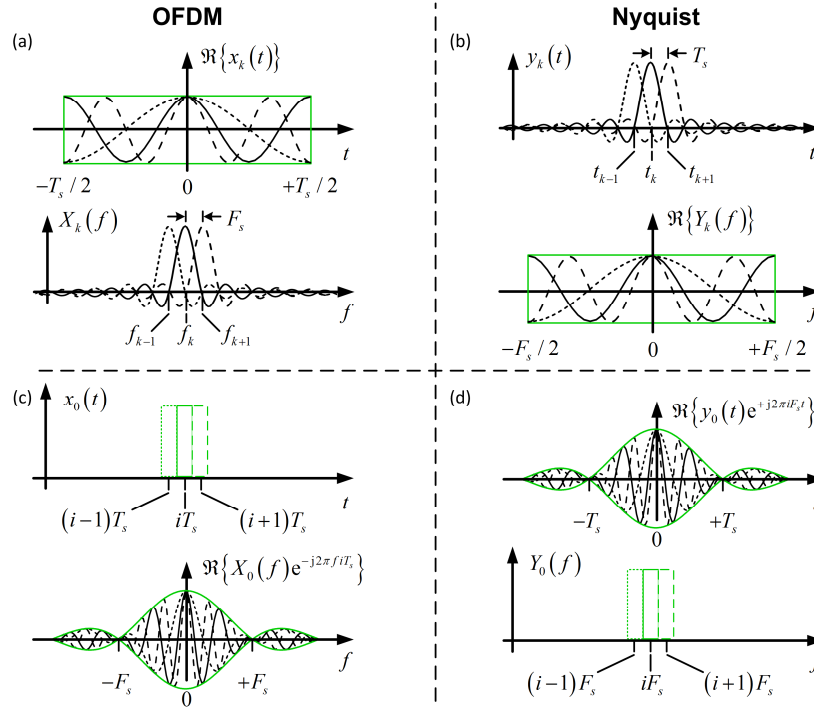 OFDM
Nyquist
(a)
ℜ{x_k(t)}
t
−T_s / 2
0
+T_s / 2
X_k(f)
F_s
f
f_{k−1}
f_k
f_{k+1}
(b)
y_k(t)
T_s
t
t_{k−1}
t_k
t_{k+1}
ℜ{Y_k(f)}
f
−F_s / 2
0
+F_s / 2
(c)
x_0(t)
t
(i−1)T_s
iT_s
(i+1)T_s
ℜ{X_0(f)e^{−j2πfiT_s}}
f
−F_s
0
+F_s
(d)
ℜ{y_0(t)e^{+j2πiF_st}}
−T_s
0
+T_s
Y_0(f)
(i−1)F_s
iF_s
(i+1)F_s